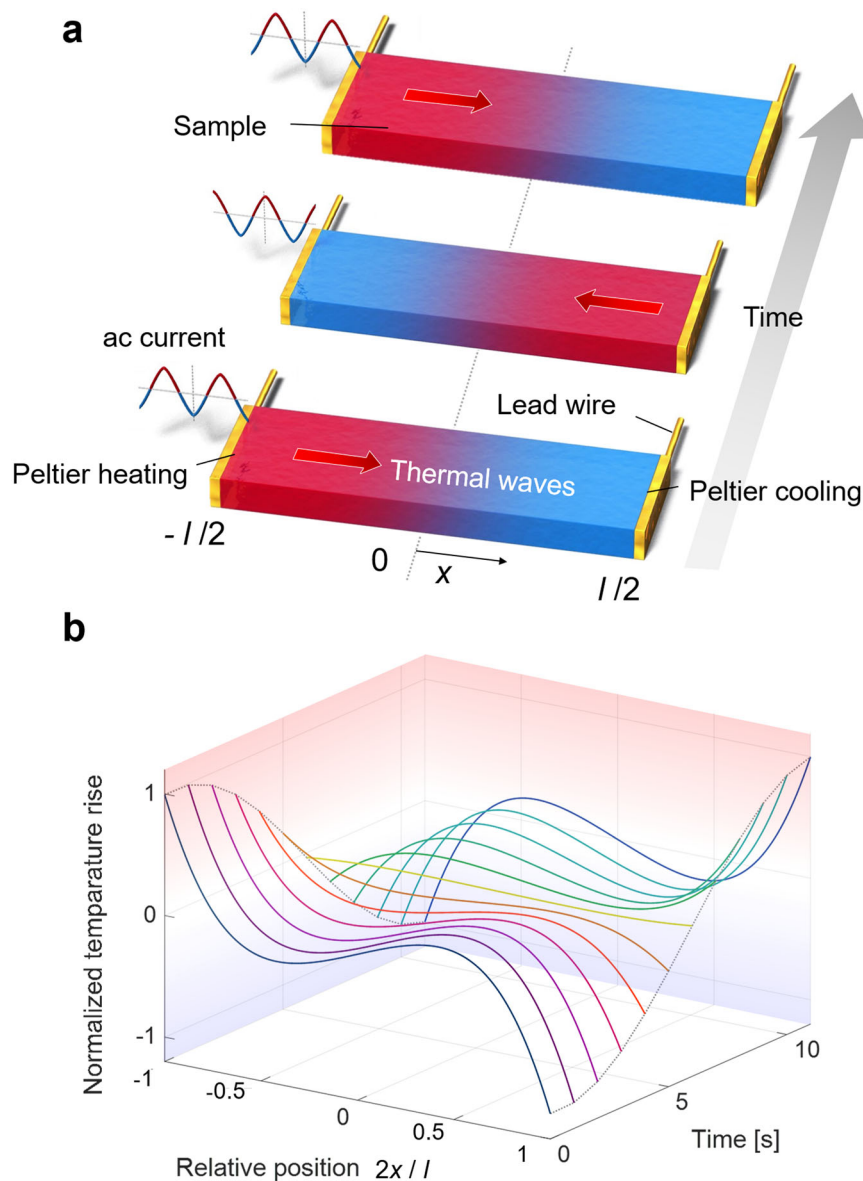 a
Sample
Time
ac current
Lead wire
Peltier heating
Thermal waves
Peltier cooling
- l /2
0
x
l /2
b
Normalized temparature rise
1
0
-1
-1
-0.5
0
0.5
1
Relative position 2x / l
0
5
10
Time [s]